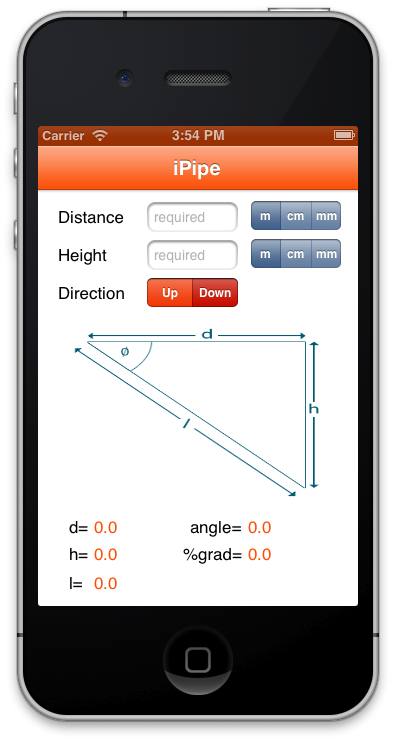 Carrier 3:54 PM
iPipe
Distance required m cm mm
Height required m cm mm
Direction Up Down
d
ø
h
l
d= 0.0 angle= 0.0
h= 0.0 %grad= 0.0
l= 0.0